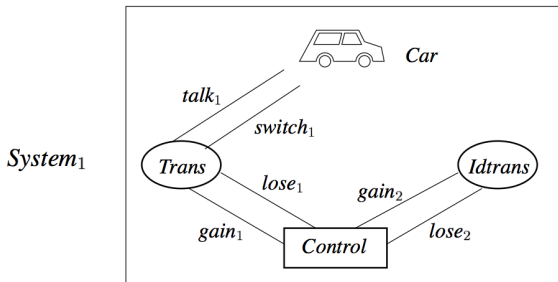 Car
talk₁
switch₁
System₁
Trans
Idtrans
lose₁
gain₂
gain₁
Control
lose₂